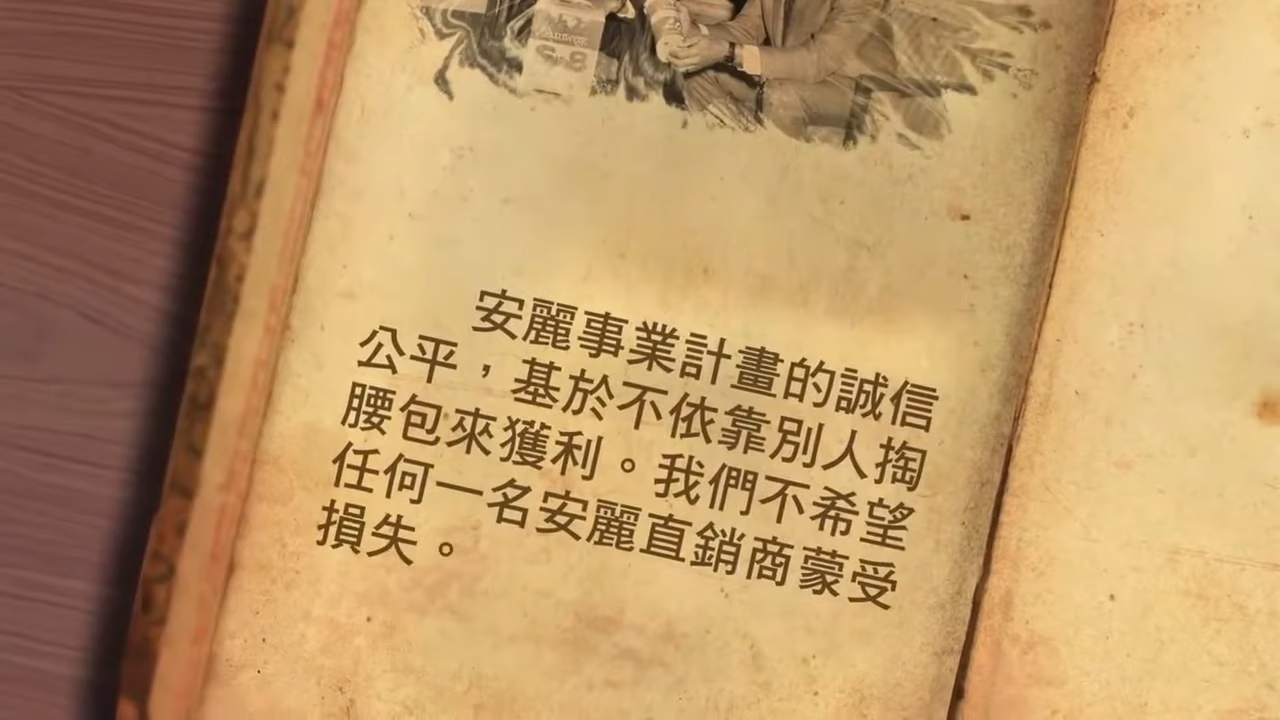 安麗事業計畫的誠信
公平，基於不依靠別人掏
腰包來獲利。我們不希望
任何一名安麗直銷商蒙受
損失。